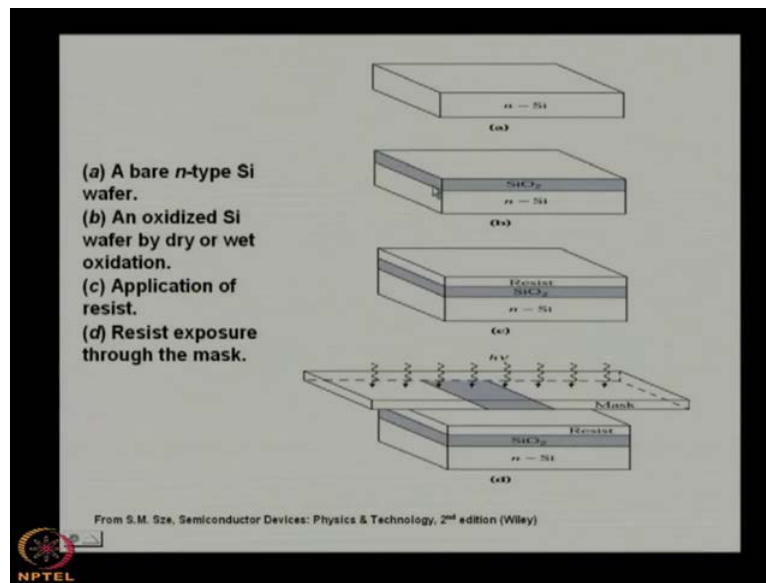 (a) A bare n-type Si
wafer.
(b) An oxidized Si
wafer by dry or wet
oxidation.
(c) Application of
resist.
(d) Resist exposure
through the mask.
n – Si
(a)
SiO2
n – Si
(b)
Resist
SiO2
n – Si
(c)
hν
Mask
Resist
SiO2
n – Si
(d)
From S.M. Sze, Semiconductor Devices: Physics & Technology, 2nd edition (Wiley)
NPTEL